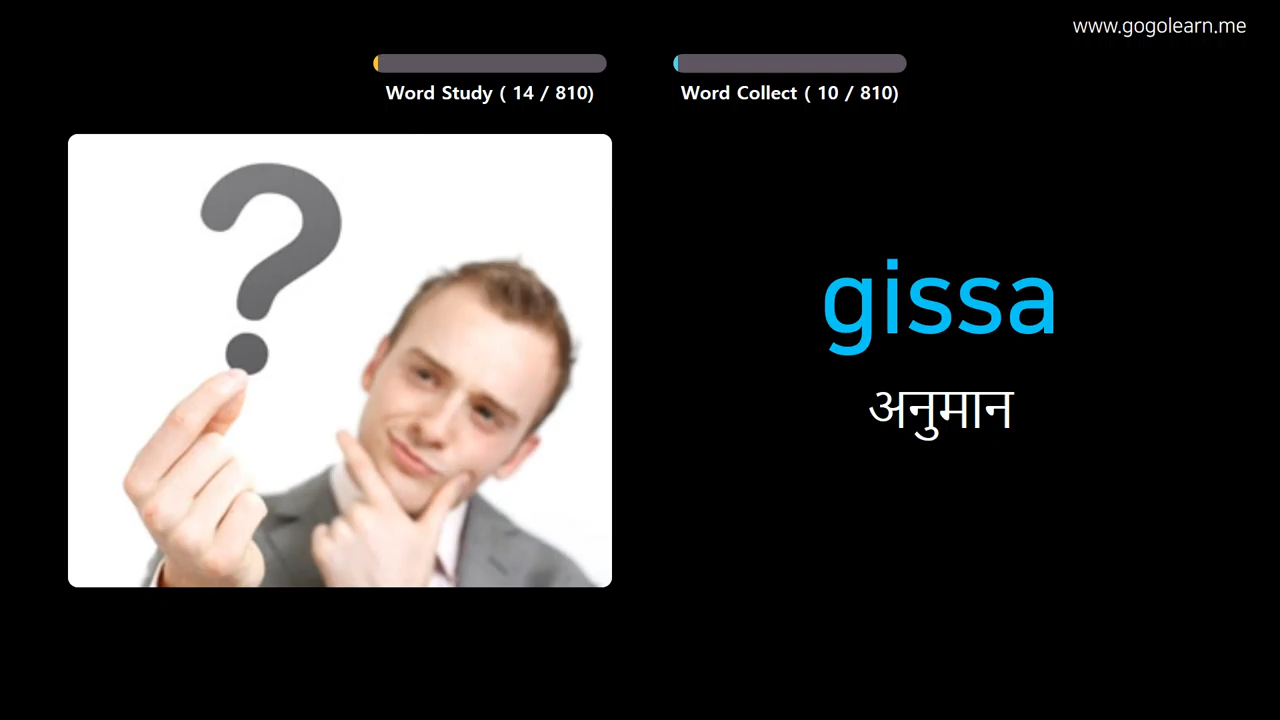 www.gogolearn.me
Word Study ( 14 / 810)
Word Collect ( 10 / 810)
?
gissa
अनुमान